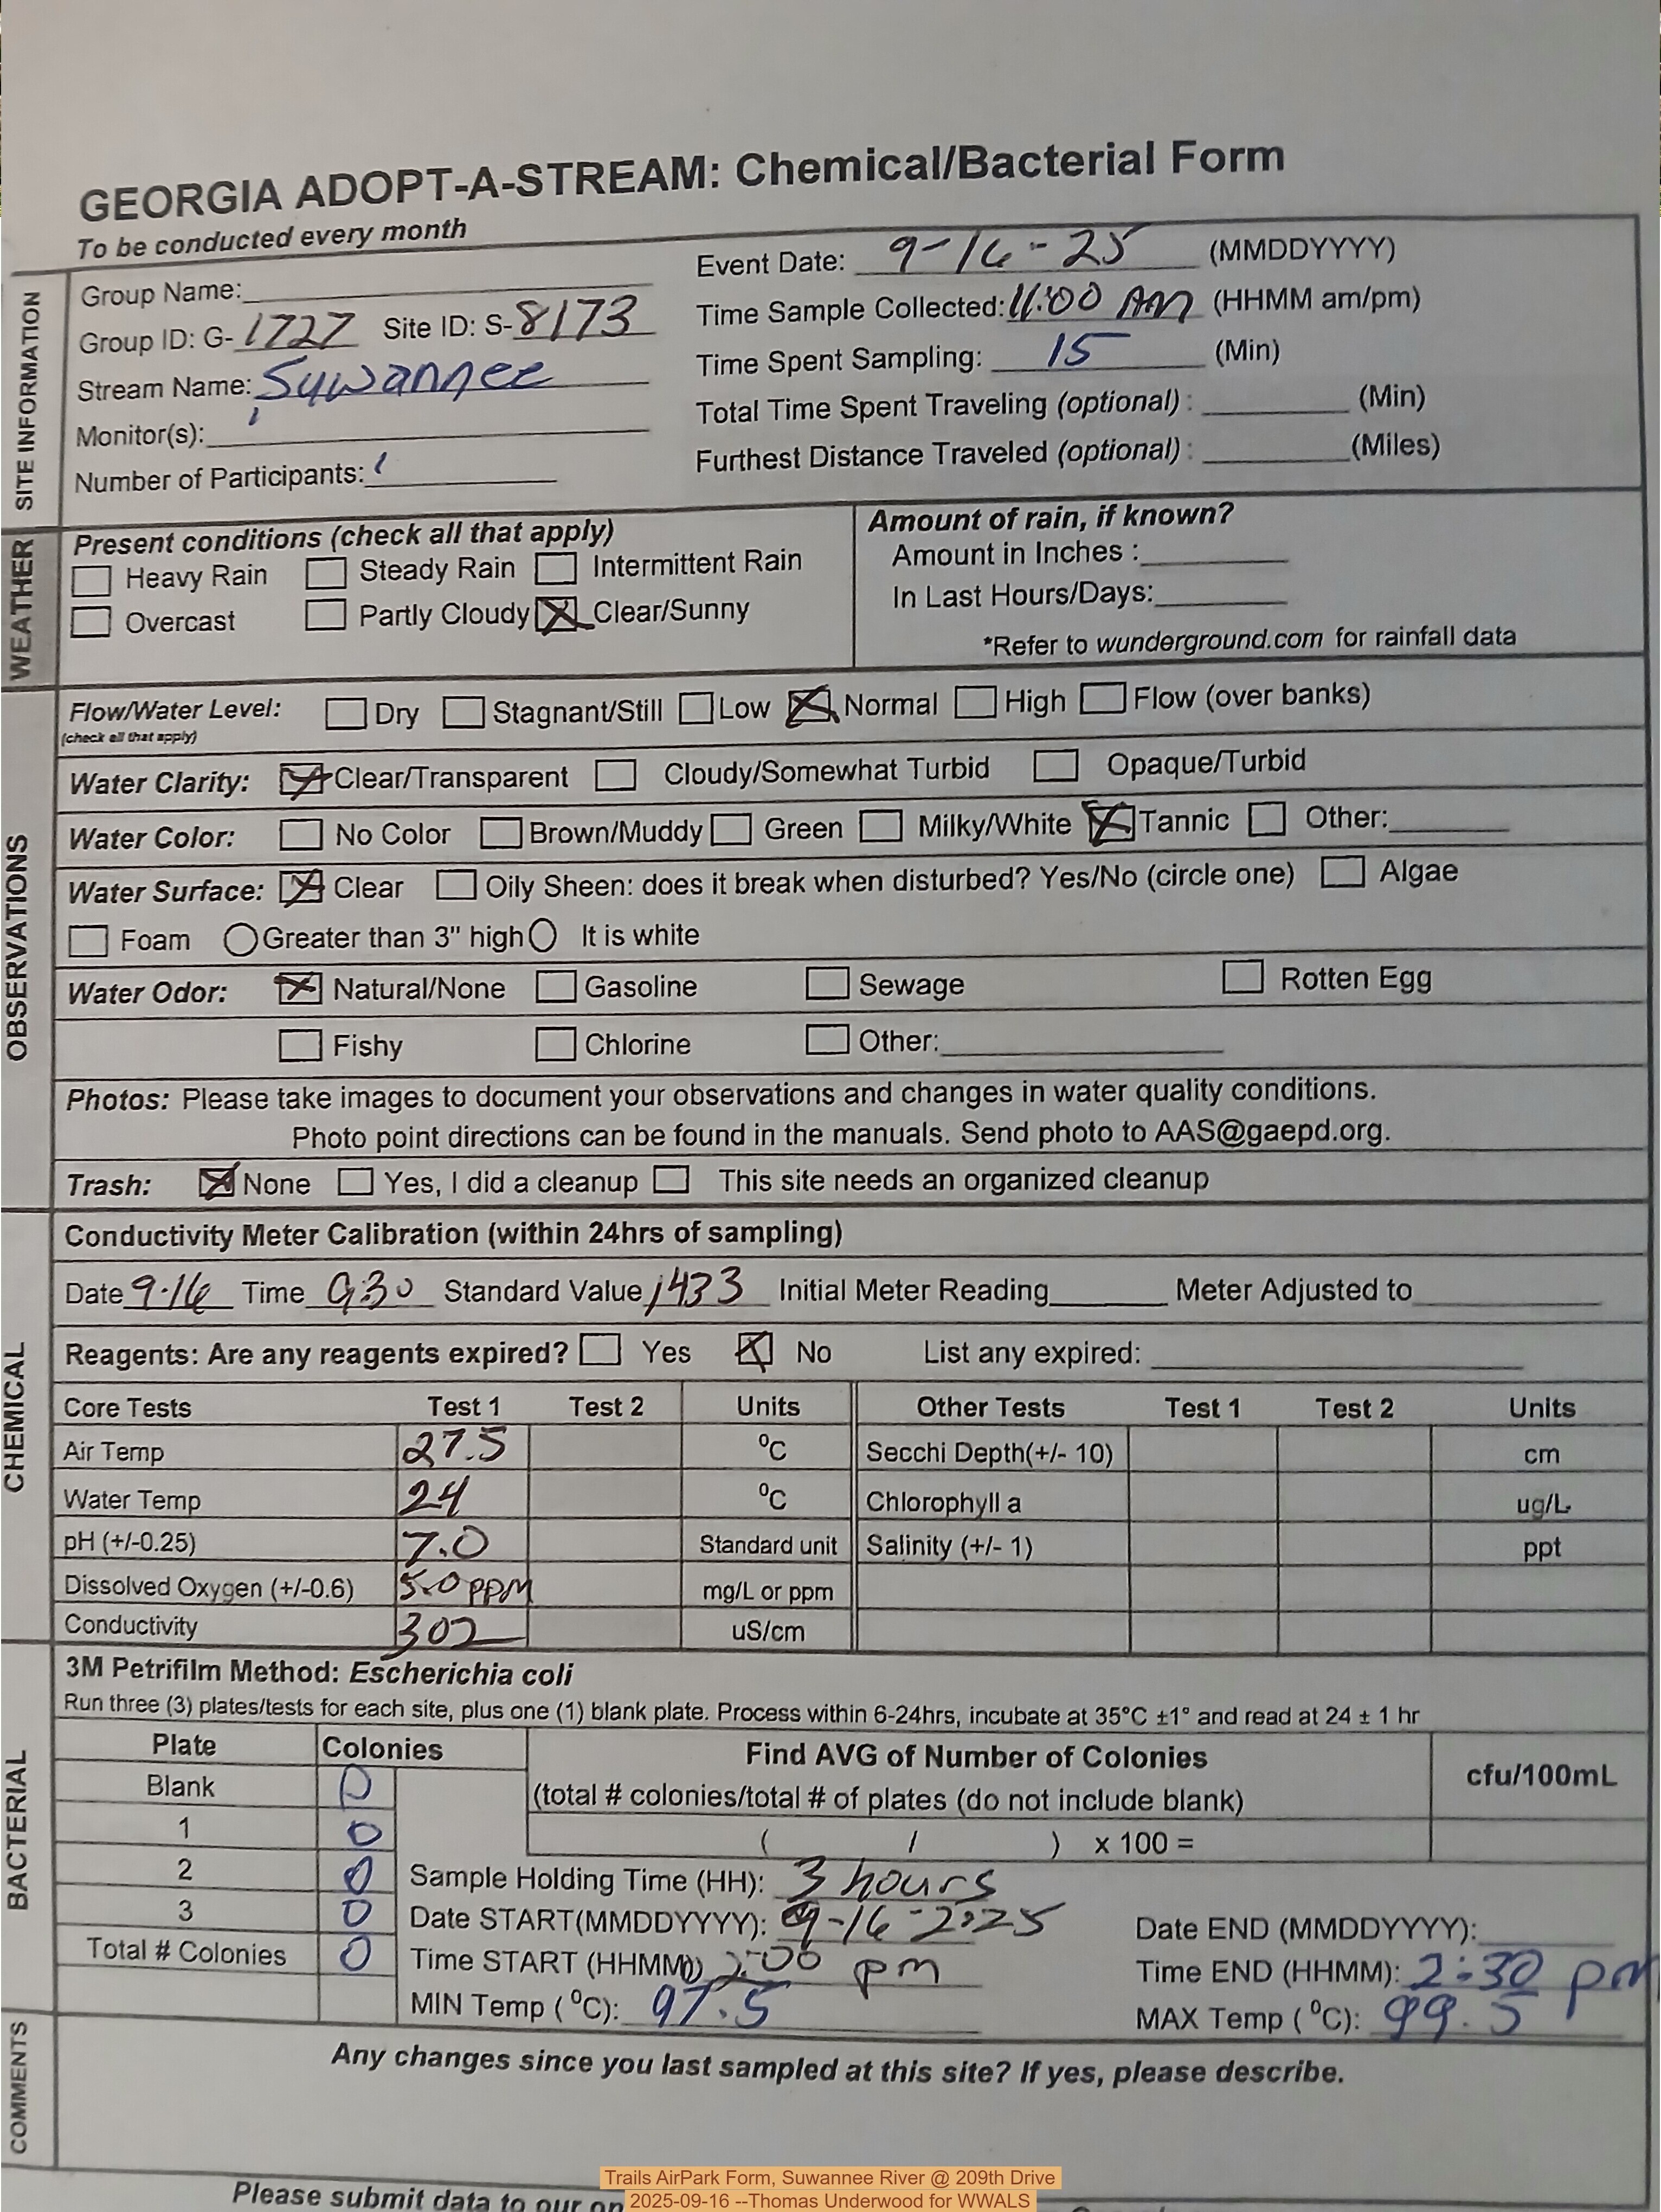 GEORGIA ADOPT-A-STREAM: Chemical/Bacterial Form
To be conducted every month
SITE INFORMATION
Group Name:
Group ID: G-1727 Site ID: S-8173
Stream Name: Suwannee
Monitor(s):
Number of Participants: 1
Event Date: 9-16-25 (MMDDYYYY)
Time Sample Collected: 11:00 AM (HHMM am/pm)
Time Spent Sampling: 15 (Min)
Total Time Spent Traveling (optional): (Min)
Furthest Distance Traveled (optional): (Miles)
WEATHER
Present conditions (check all that apply)
Heavy Rain Steady Rain Intermittent Rain
Overcast Partly Cloudy Clear/Sunny
Amount of rain, if known?
Amount in Inches :
In Last Hours/Days:
*Refer to wunderground.com for rainfall data
OBSERVATIONS
Flow/Water Level: Dry Stagnant/Still Low Normal High Flow (over banks)
(check all that apply)
Water Clarity: Clear/Transparent Cloudy/Somewhat Turbid Opaque/Turbid
Water Color: No Color Brown/Muddy Green Milky/White Tannic Other:
Water Surface: Clear Oily Sheen: does it break when disturbed? Yes/No (circle one) Algae
Foam Greater than 3" high It is white
Water Odor: Natural/None Gasoline Sewage Rotten Egg
Fishy Chlorine Other:
Photos: Please take images to document your observations and changes in water quality conditions.
Photo point directions can be found in the manuals. Send photo to AAS@gaepd.org.
Trash: None Yes, I did a cleanup This site needs an organized cleanup
CHEMICAL
Conductivity Meter Calibration (within 24hrs of sampling)
Date 9-16 Time 9:30 Standard Value 1433 Initial Meter Reading Meter Adjusted to
Reagents: Are any reagents expired? Yes No List any expired:
Core Tests Test 1 Test 2 Units Other Tests Test 1 Test 2 Units
Air Temp 27.5 ⁰C Secchi Depth(+/- 10) cm
Water Temp 24 ⁰C Chlorophyll a ug/L
pH (+/-0.25) 7.0 Standard unit Salinity (+/- 1) ppt
Dissolved Oxygen (+/-0.6) 5.0 PPM mg/L or ppm
Conductivity 302 uS/cm
BACTERIAL
3M Petrifilm Method: Escherichia coli
Run three (3) plates/tests for each site, plus one (1) blank plate. Process within 6-24hrs, incubate at 35°C ±1° and read at 24 ± 1 hr
Plate Colonies
Blank 0
1 0
2 0
3 0
Total # Colonies 0
Find AVG of Number of Colonies
(total # colonies/total # of plates (do not include blank)
cfu/100mL
( / ) x 100 =
Sample Holding Time (HH): 3 hours
Date START(MMDDYYYY): 9-16-2025 Date END (MMDDYYYY):
Time START (HHMM) 2:00 pm Time END (HHMM): 2:30 pm
MIN Temp (⁰C): 97.5 MAX Temp (⁰C): 99.5
COMMENTS
Any changes since you last sampled at this site? If yes, please describe.
Trails AirPark Form, Suwannee River @ 209th Drive
Please submit data to our on
2025-09-16 --Thomas Underwood for WWALS